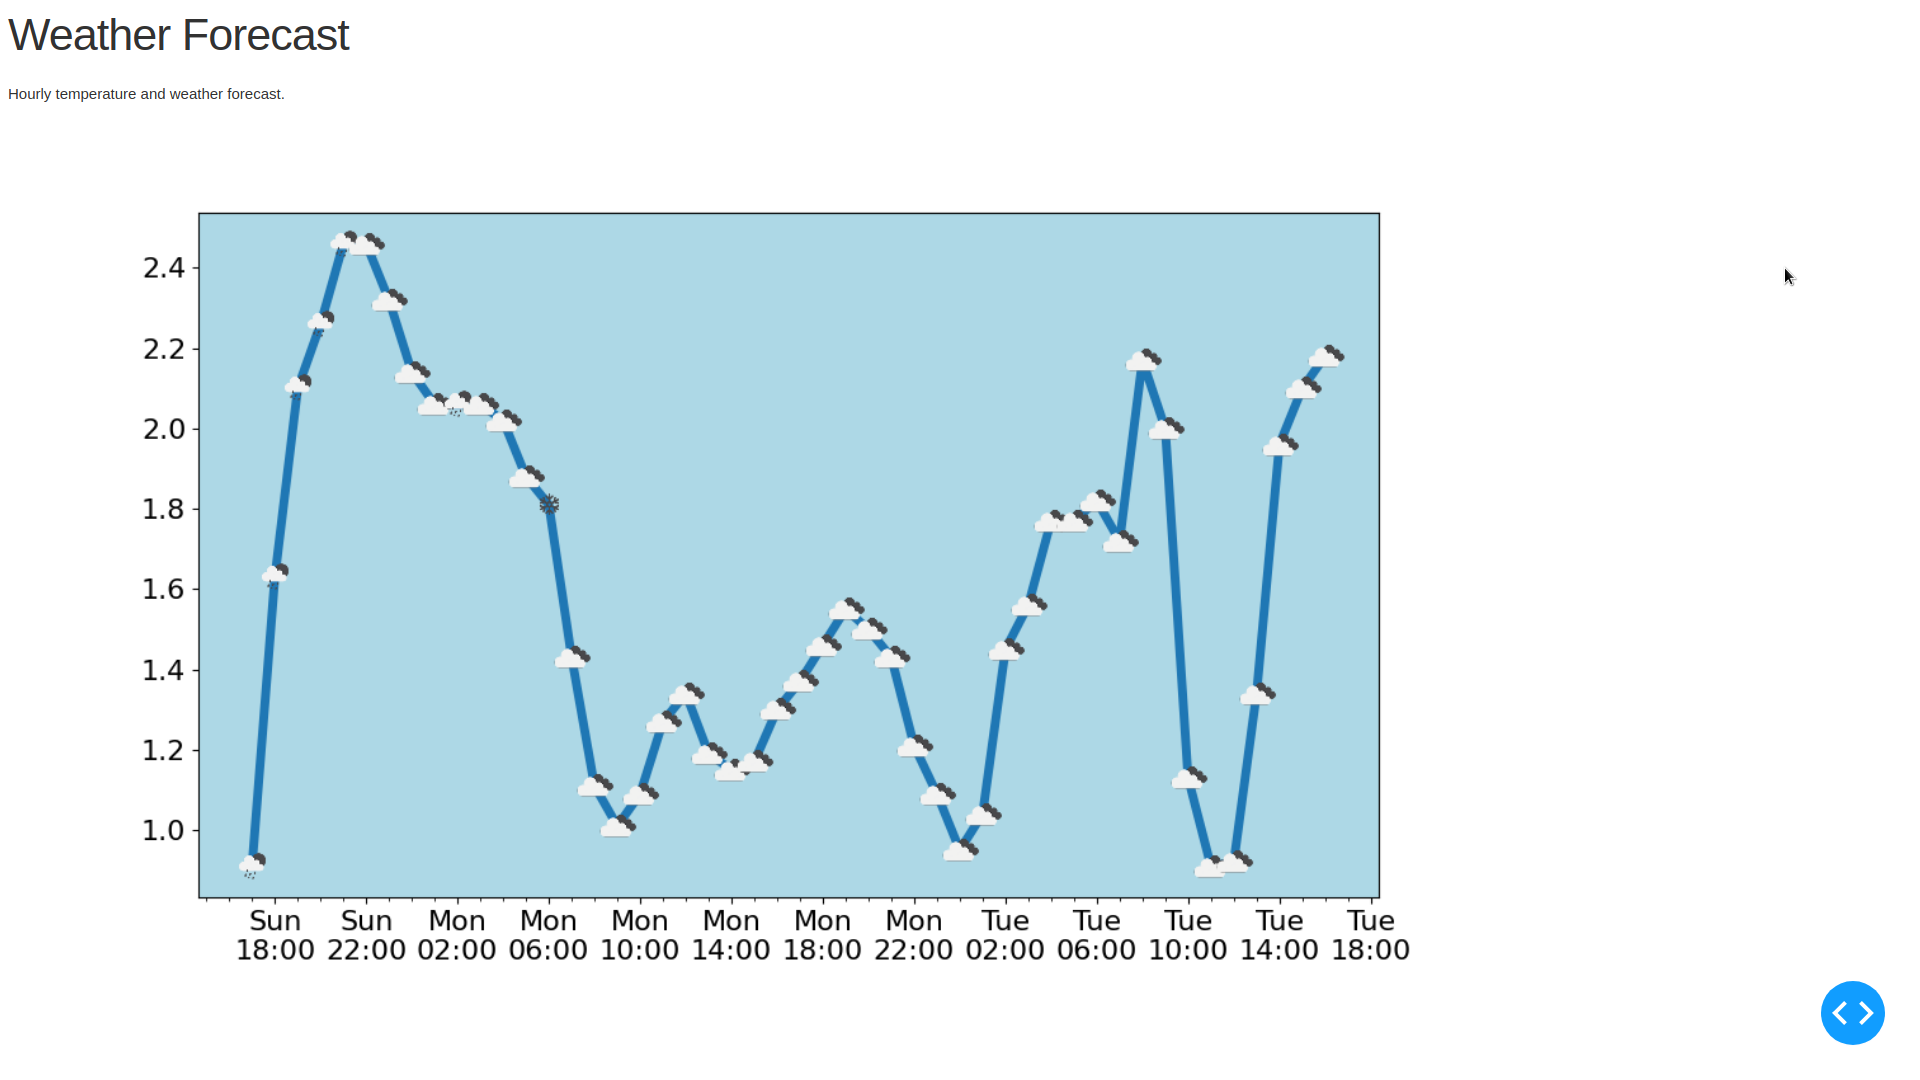 Weather Forecast
Hourly temperature and weather forecast.
2.4
2.2
2.0
1.8
1.6
1.4
1.2
1.0
Sun Sun Mon Mon Mon Mon Mon Mon Tue Tue Tue Tue Tue
18:00 22:00 02:00 06:00 10:00 14:00 18:00 22:00 02:00 06:00 10:00 14:00 18:00